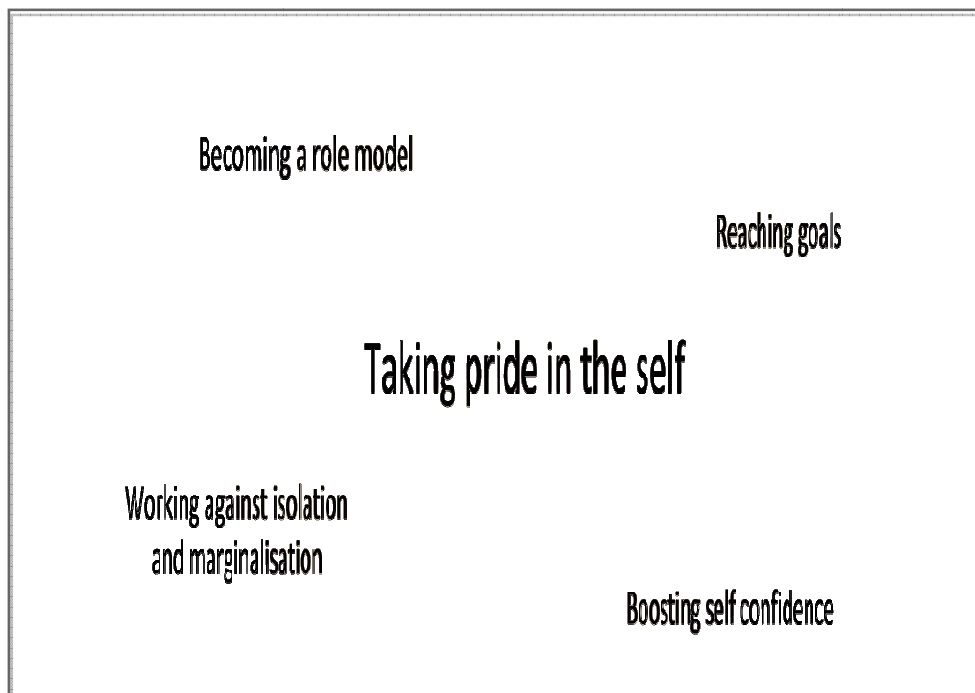 Becoming a role model
Reaching goals
Taking pride in the self
Working against isolation
and marginalisation
Boosting self confidence